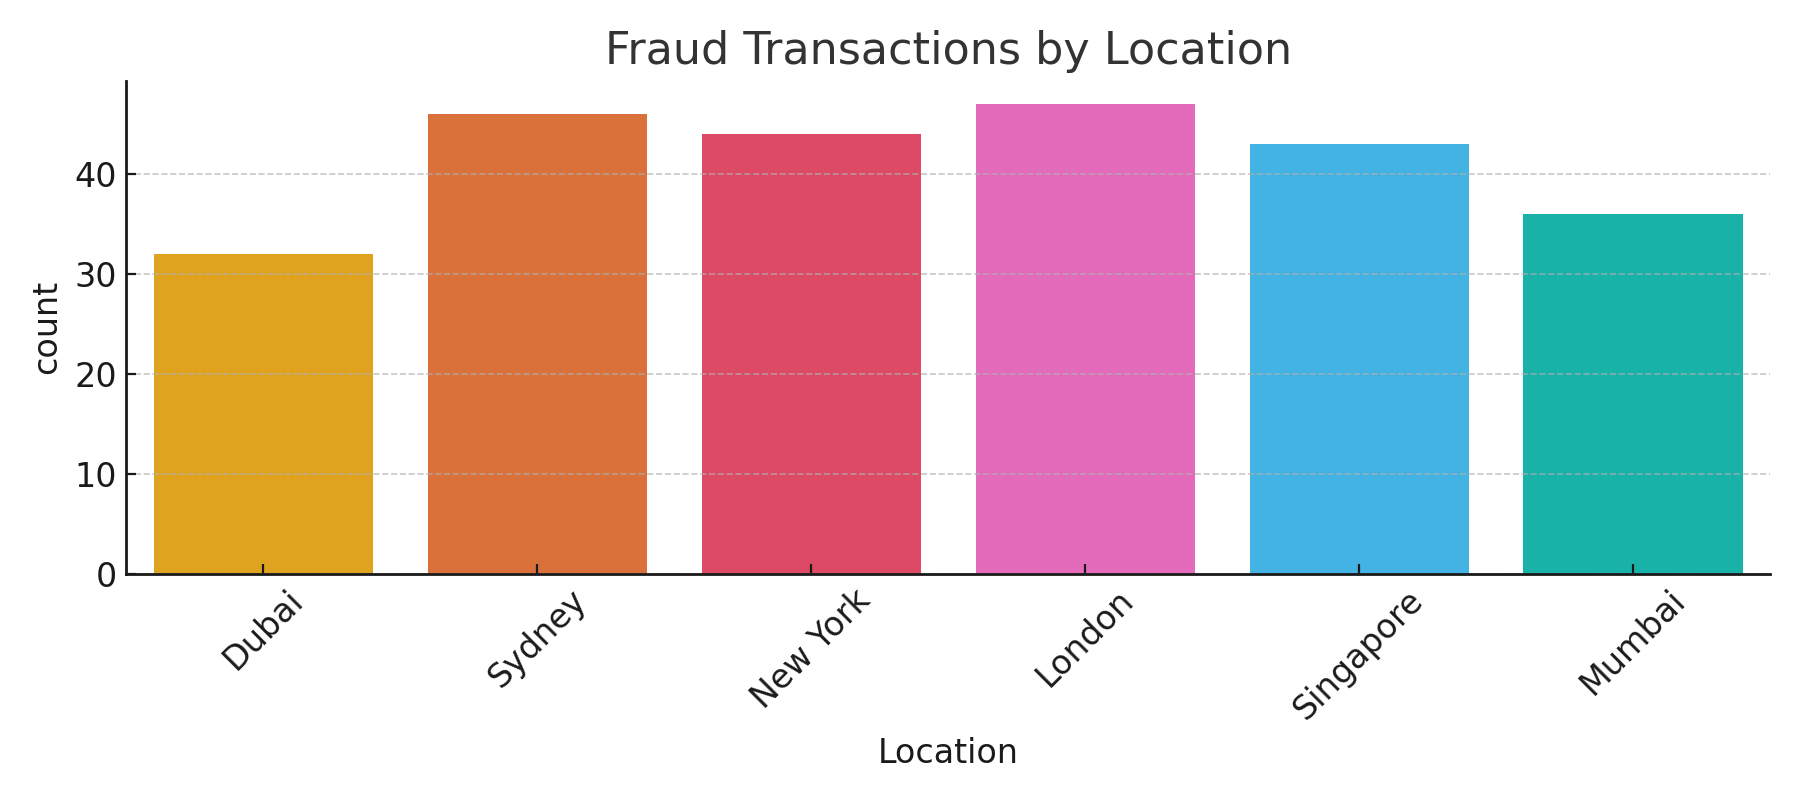 Fraud Transactions by Location
count
40
30
20
10
0
Dubai
Sydney
New York
London
Singapore
Mumbai
Location